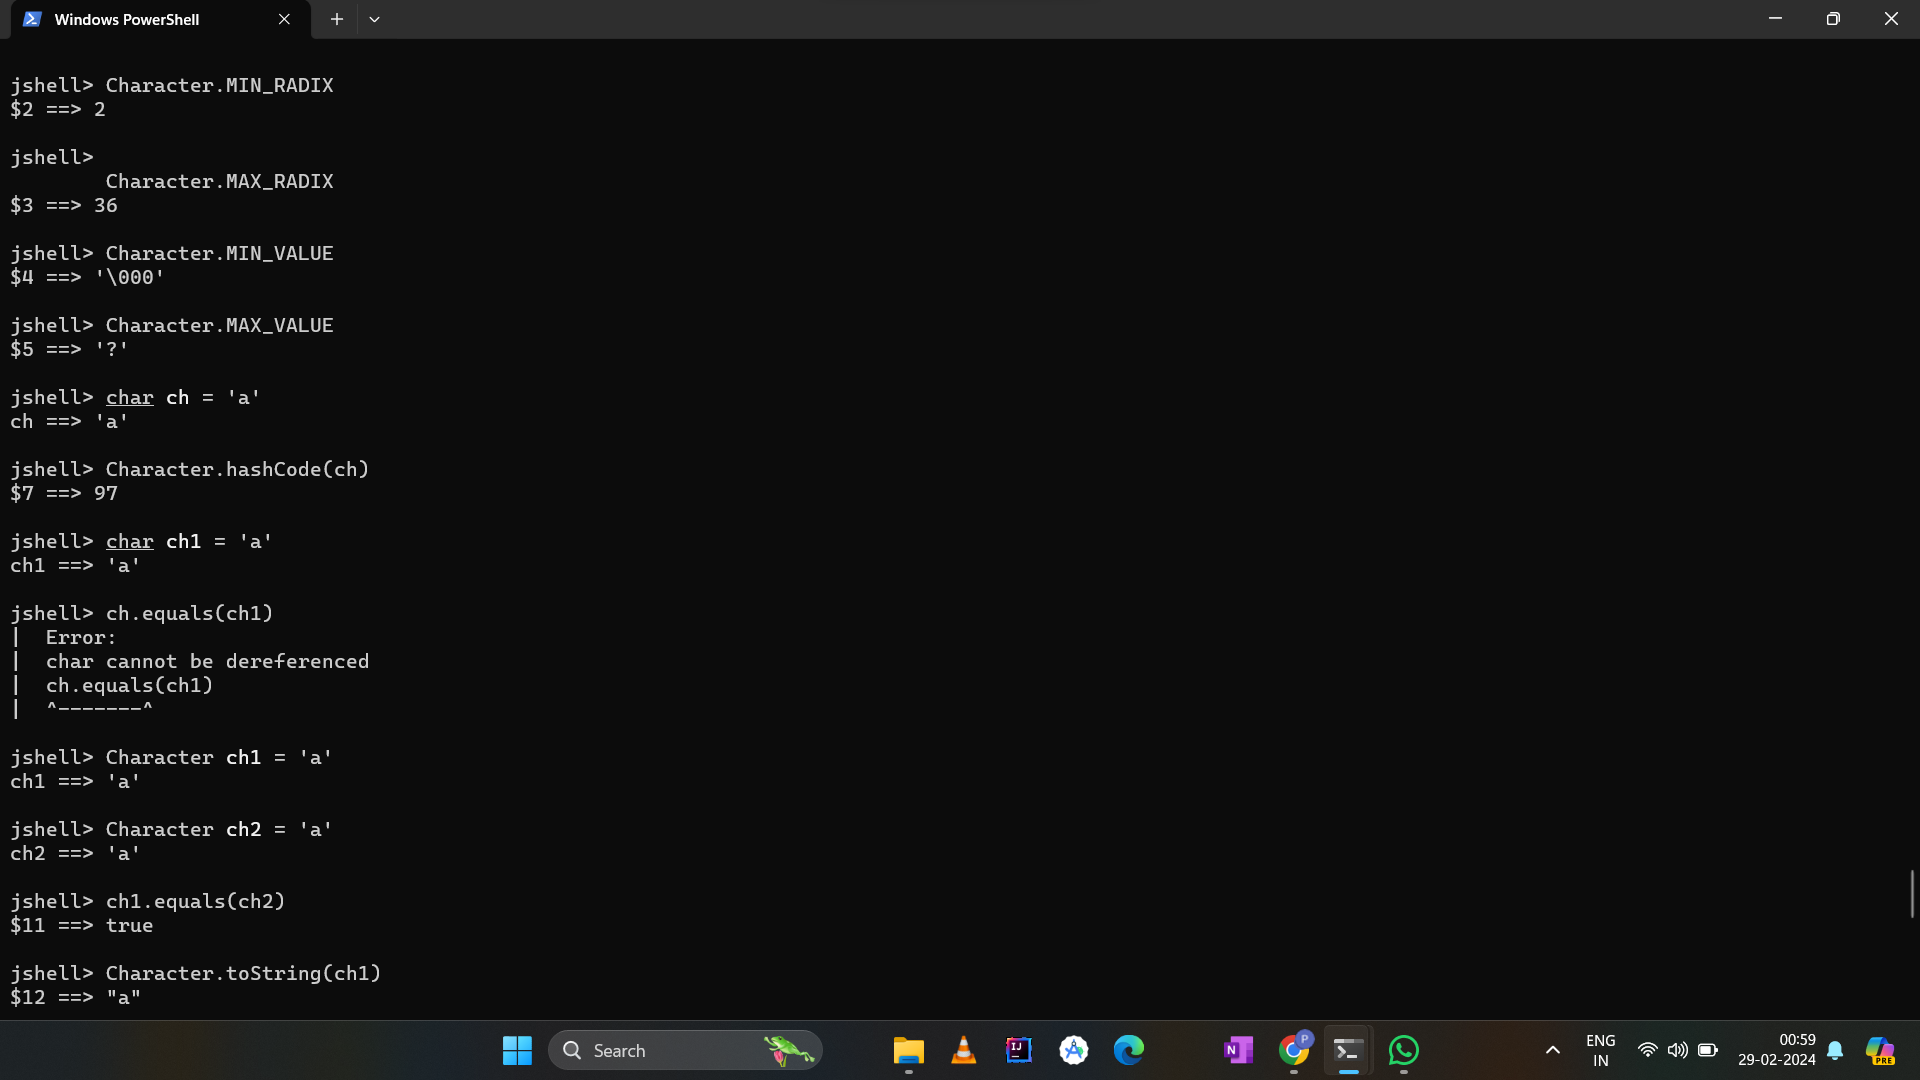 Windows PowerShell
jshell> Character.MIN_RADIX
$2 ==> 2
jshell>
Character.MAX_RADIX
$3 ==> 36
jshell> Character.MIN_VALUE
$4 ==> '\000'
jshell> Character.MAX_VALUE
$5 ==> '?'
jshell> char ch = 'a'
ch ==> 'a'
jshell> Character.hashCode(ch)
$7 ==> 97
jshell> char ch1 = 'a'
ch1 ==> 'a'
jshell> ch.equals(ch1)
|  Error:
|  char cannot be dereferenced
|  ch.equals(ch1)
|  ^-------^
jshell> Character ch1 = 'a'
ch1 ==> 'a'
jshell> Character ch2 = 'a'
ch2 ==> 'a'
jshell> ch1.equals(ch2)
$11 ==> true
jshell> Character.toString(ch1)
$12 ==> "a"
Search
IJ
N
P
ENG
IN
00:59
29-02-2024
PRE